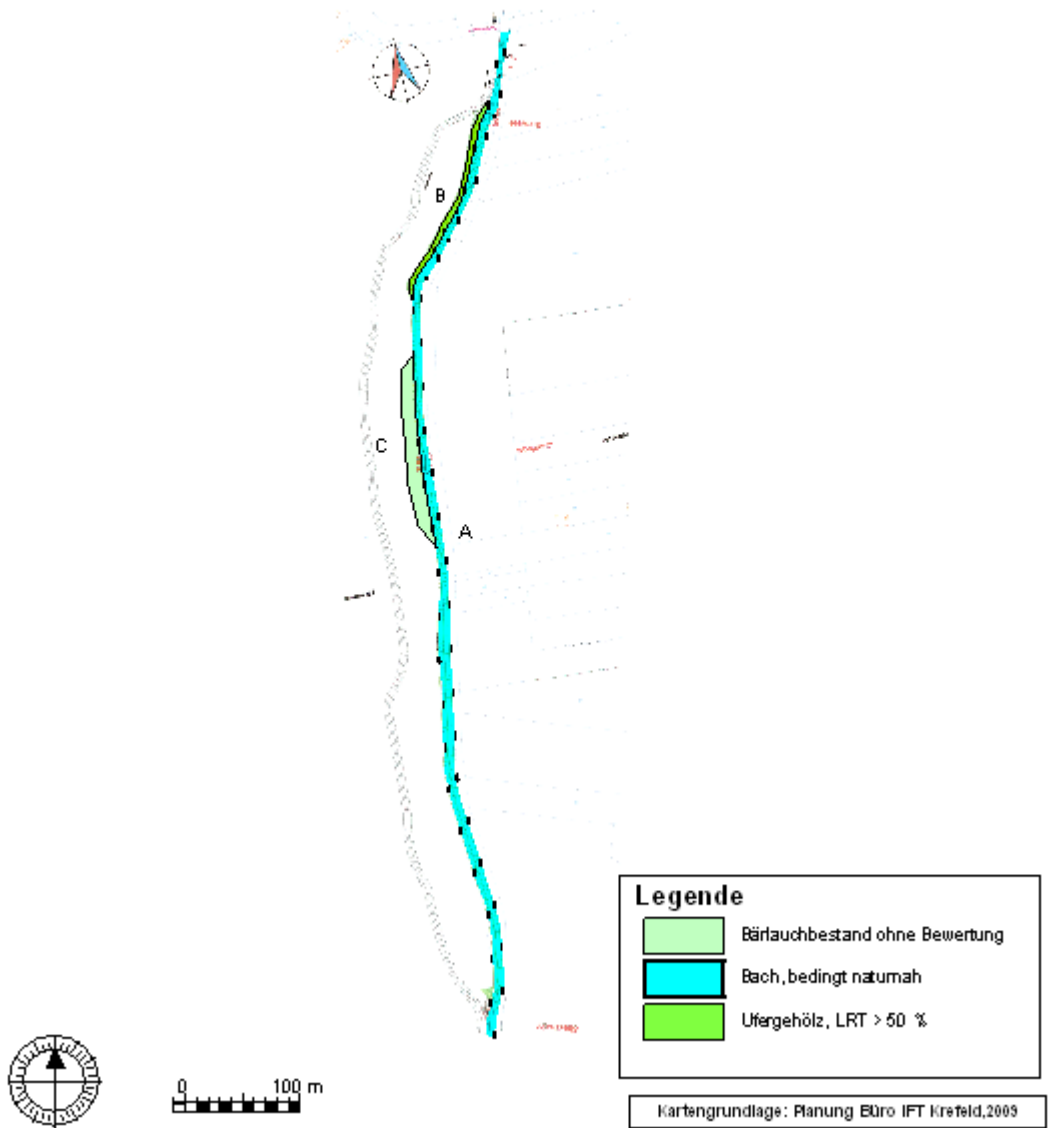 B
C
A
Legende
Bärlauchbestand ohne Bewertung
Bach, bedingt naturnah
Ufergehölz, LRT > 50 %
0 100 m
Kartengrundlage: Planung Büro IFT Krefeld,2009